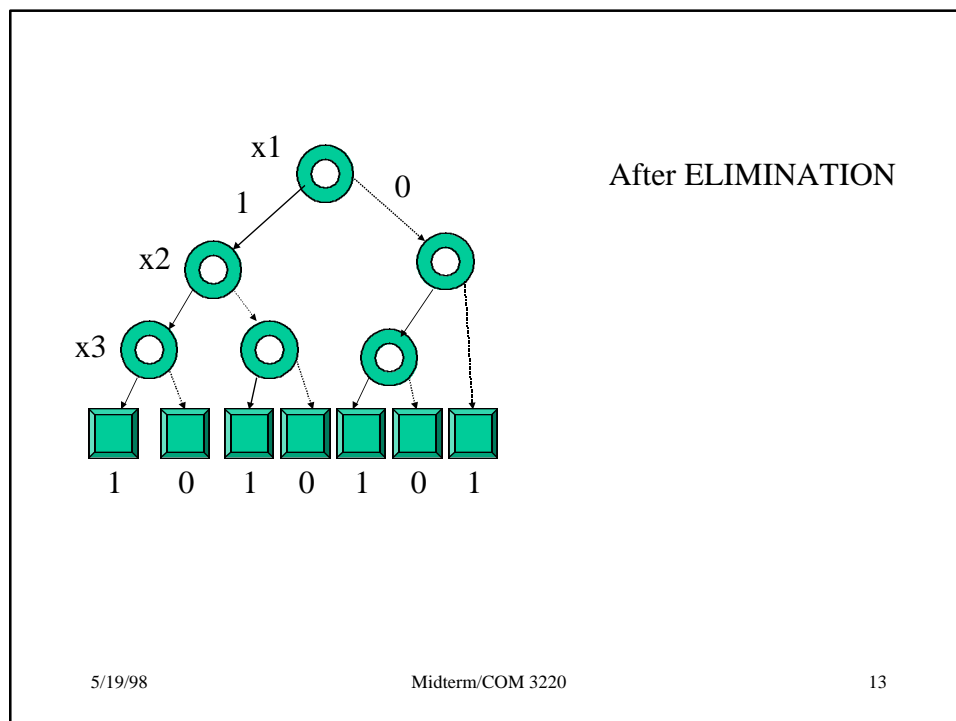 x1
After ELIMINATION
1
0
x2
x3
1 0 1 0 1 0 1
5/19/98 Midterm/COM 3220 13